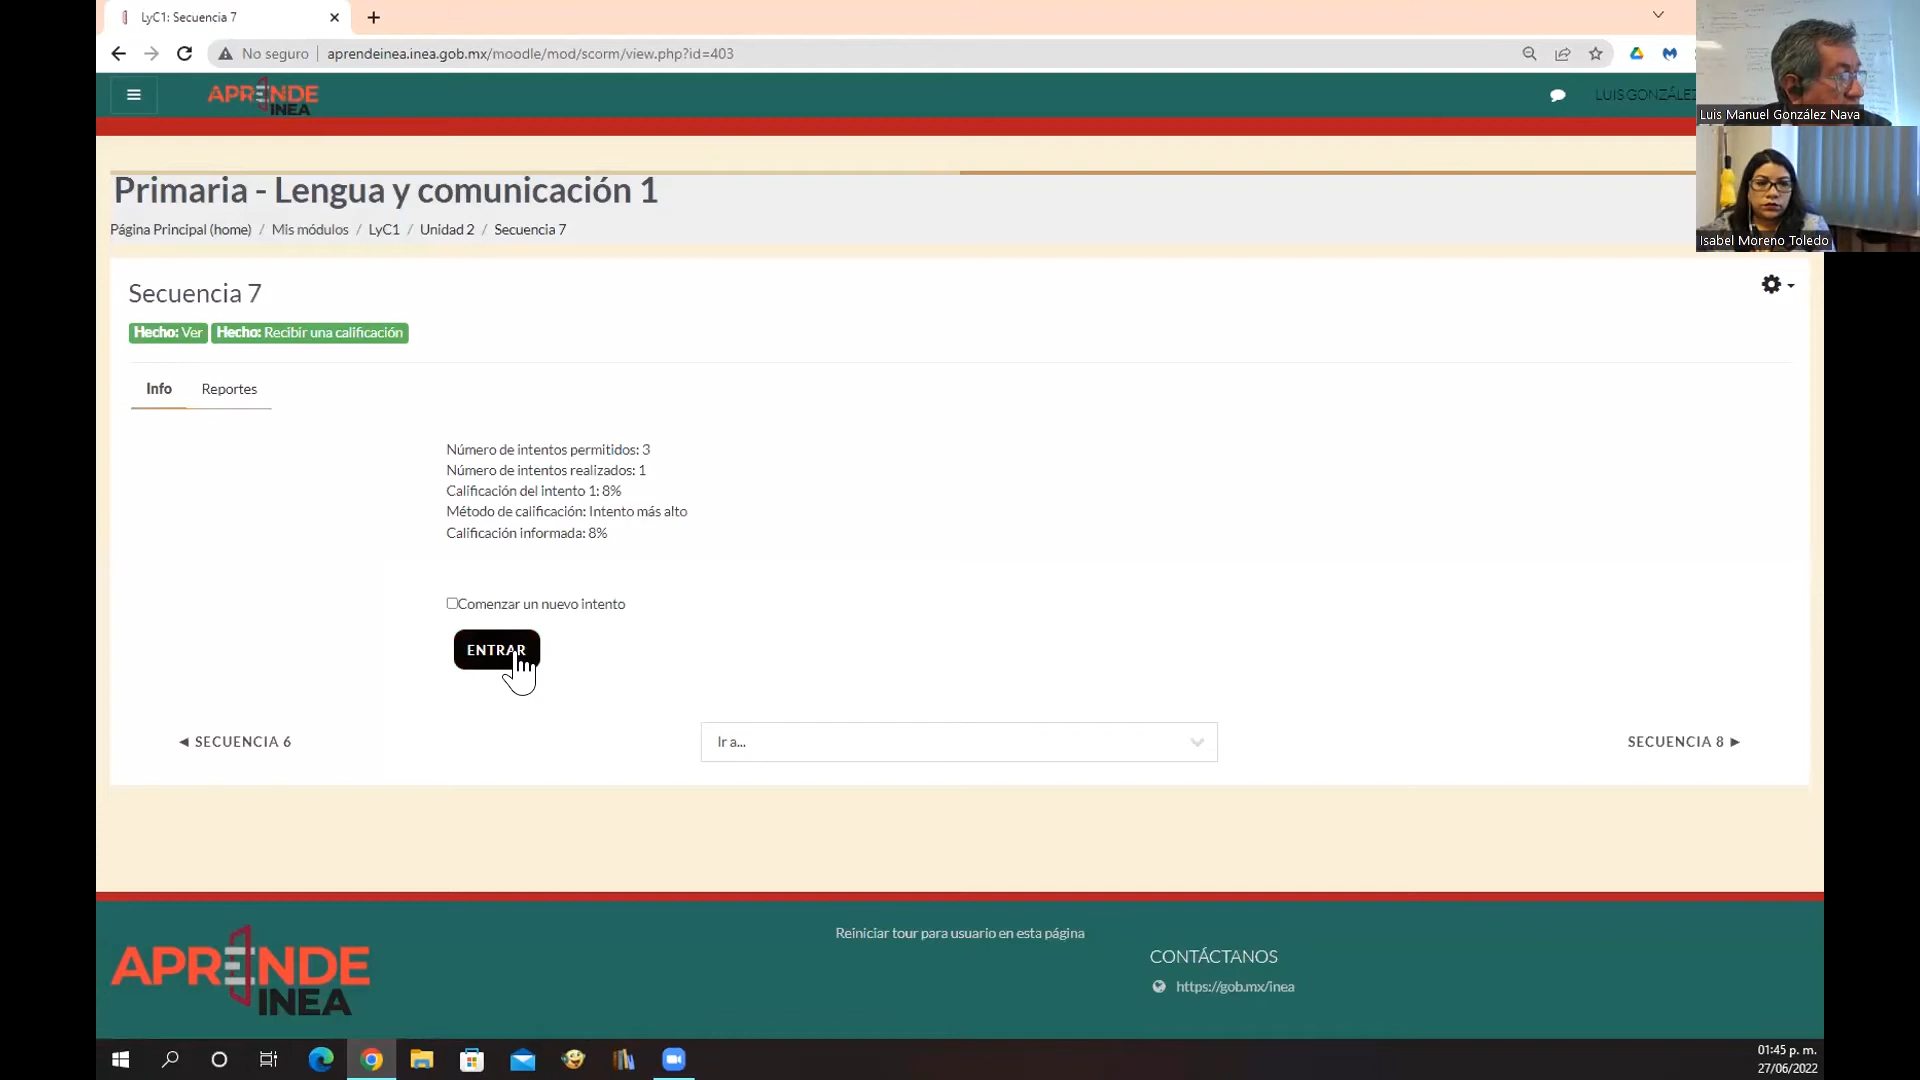 LyC1: Secuencia 7
No seguro
aprendeinea.inea.gob.mx/moodle/mod/scorm/view.php?id=403
APRENDE
INEA
LUIS GONZÁLEZ
Luis Manuel González Nava
Isabel Moreno Toledo
Primaria - Lengua y comunicación 1
Página Principal (home) / Mis módulos / LyC1 / Unidad 2 / Secuencia 7
Secuencia 7
Hecho: Ver Hecho: Recibir una calificación
Info Reportes
Número de intentos permitidos: 3
Número de intentos realizados: 1
Calificación del intento 1: 8%
Método de calificación: Intento más alto
Calificación informada: 8%
Comenzar un nuevo intento
ENTRAR
◄ SECUENCIA 6
Ir a...
SECUENCIA 8 ►
Reiniciar tour para usuario en esta página
APRENDE
INEA
CONTÁCTANOS
https://gob.mx/inea
01:45 p. m.
27/06/2022